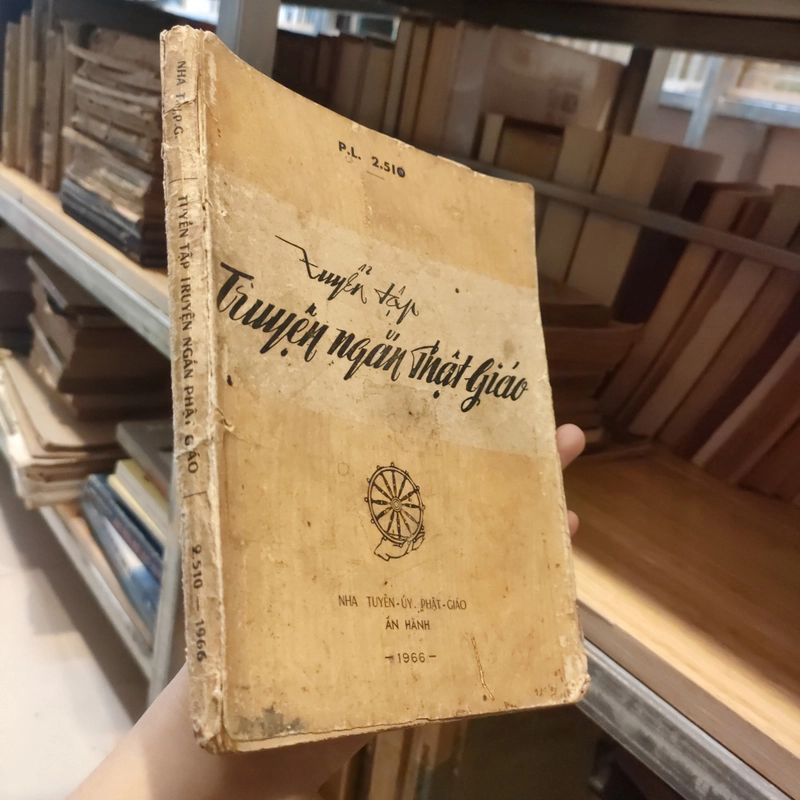 P.L. 2.510
Tuyển tập
Truyện ngắn Phật-Giáo
NHA TUYÊN-ÚY PHẬT-GIÁO
ẤN HÀNH
-1966-
NHA T.U.P.G.
TUYỂN TẬP TRUYỆN NGẮN PHẬT GIÁO
2.510 - 1966